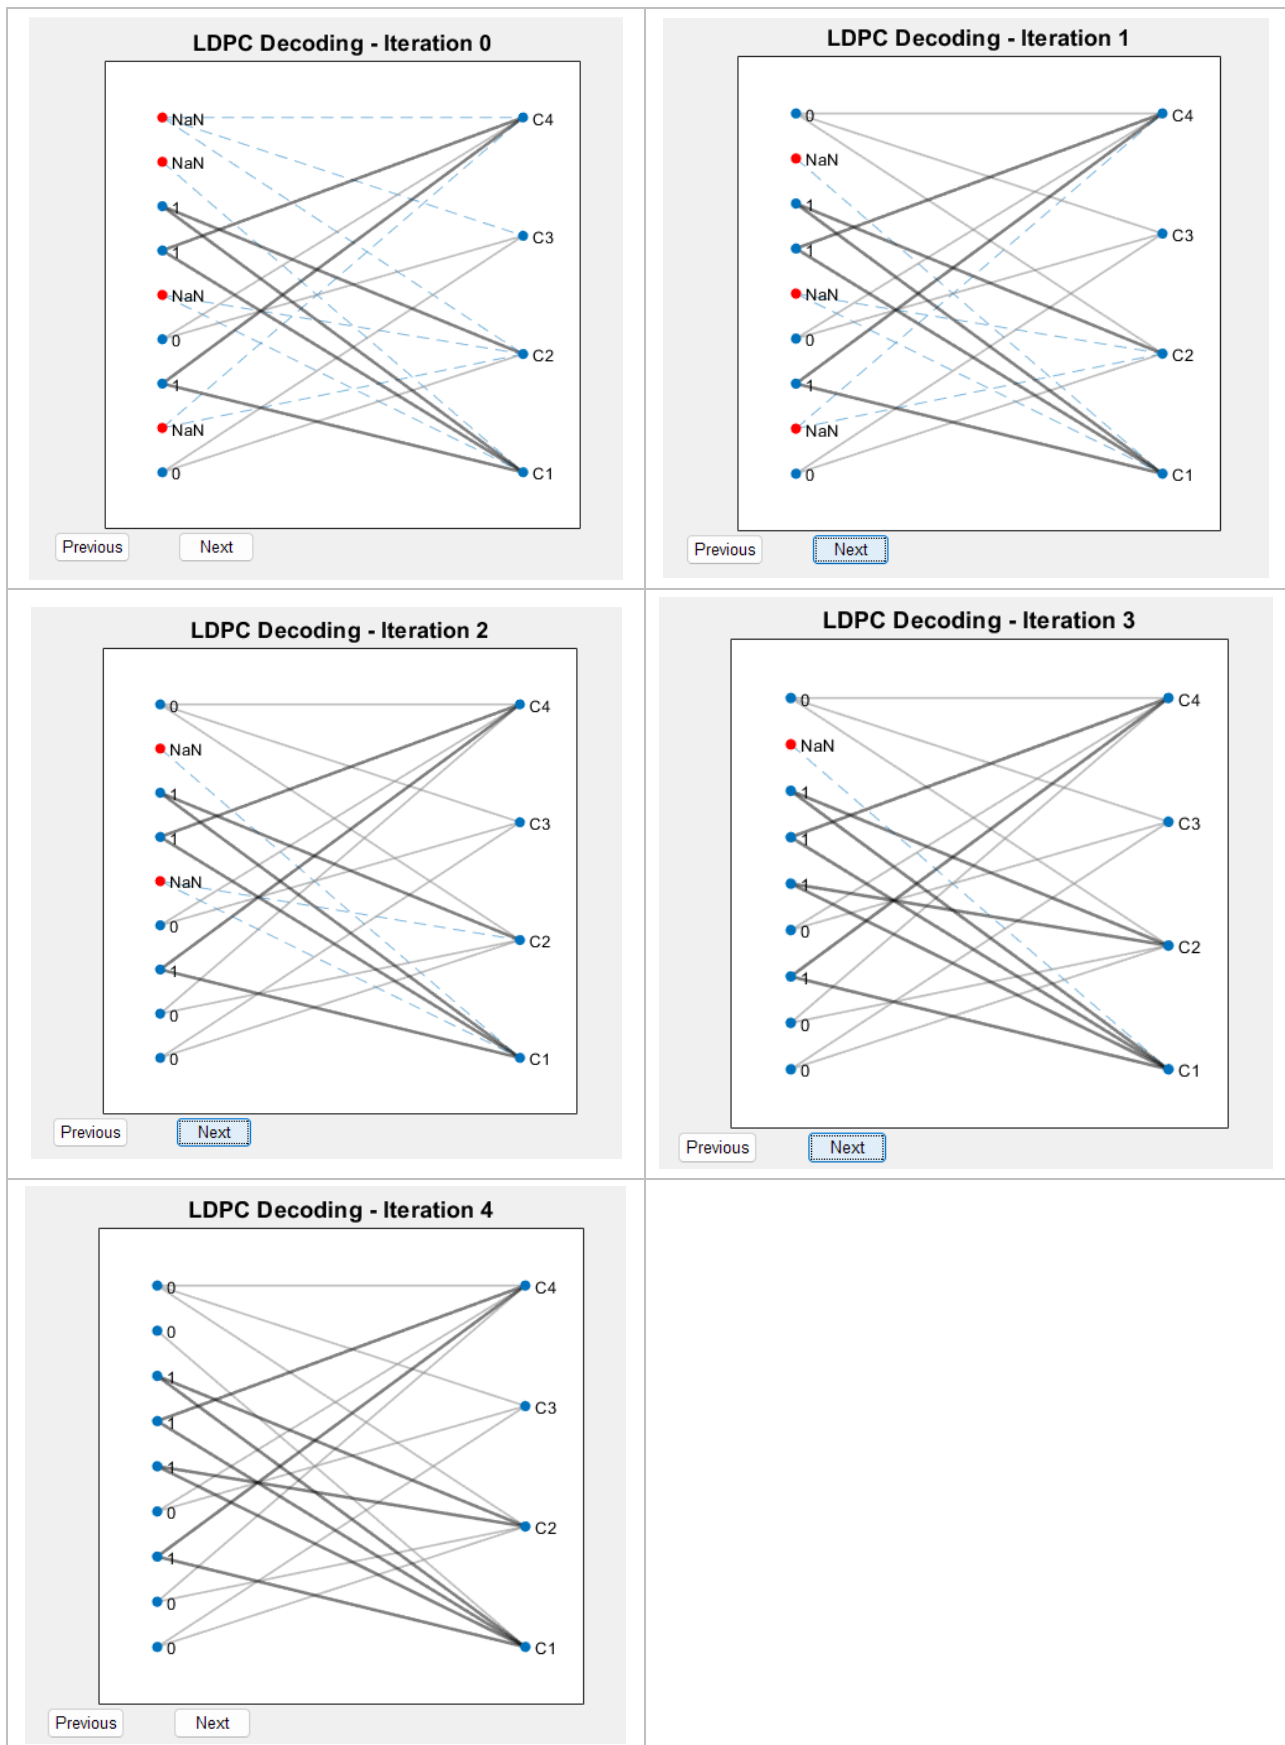 LDPC Decoding - Iteration 0
NaN
C4
NaN
1
1
C3
NaN
0
C2
1
NaN
0
C1
Previous
Next
LDPC Decoding - Iteration 1
0
C4
NaN
1
1
C3
NaN
0
C2
1
NaN
0
C1
Previous
Next
LDPC Decoding - Iteration 2
0
C4
NaN
1
1
C3
NaN
0
C2
1
0
0
C1
Previous
Next
LDPC Decoding - Iteration 3
0
C4
NaN
1
1
C3
1
0
C2
1
0
0
C1
Previous
Next
LDPC Decoding - Iteration 4
0
C4
0
1
1
C3
1
0
C2
1
0
0
C1
Previous
Next